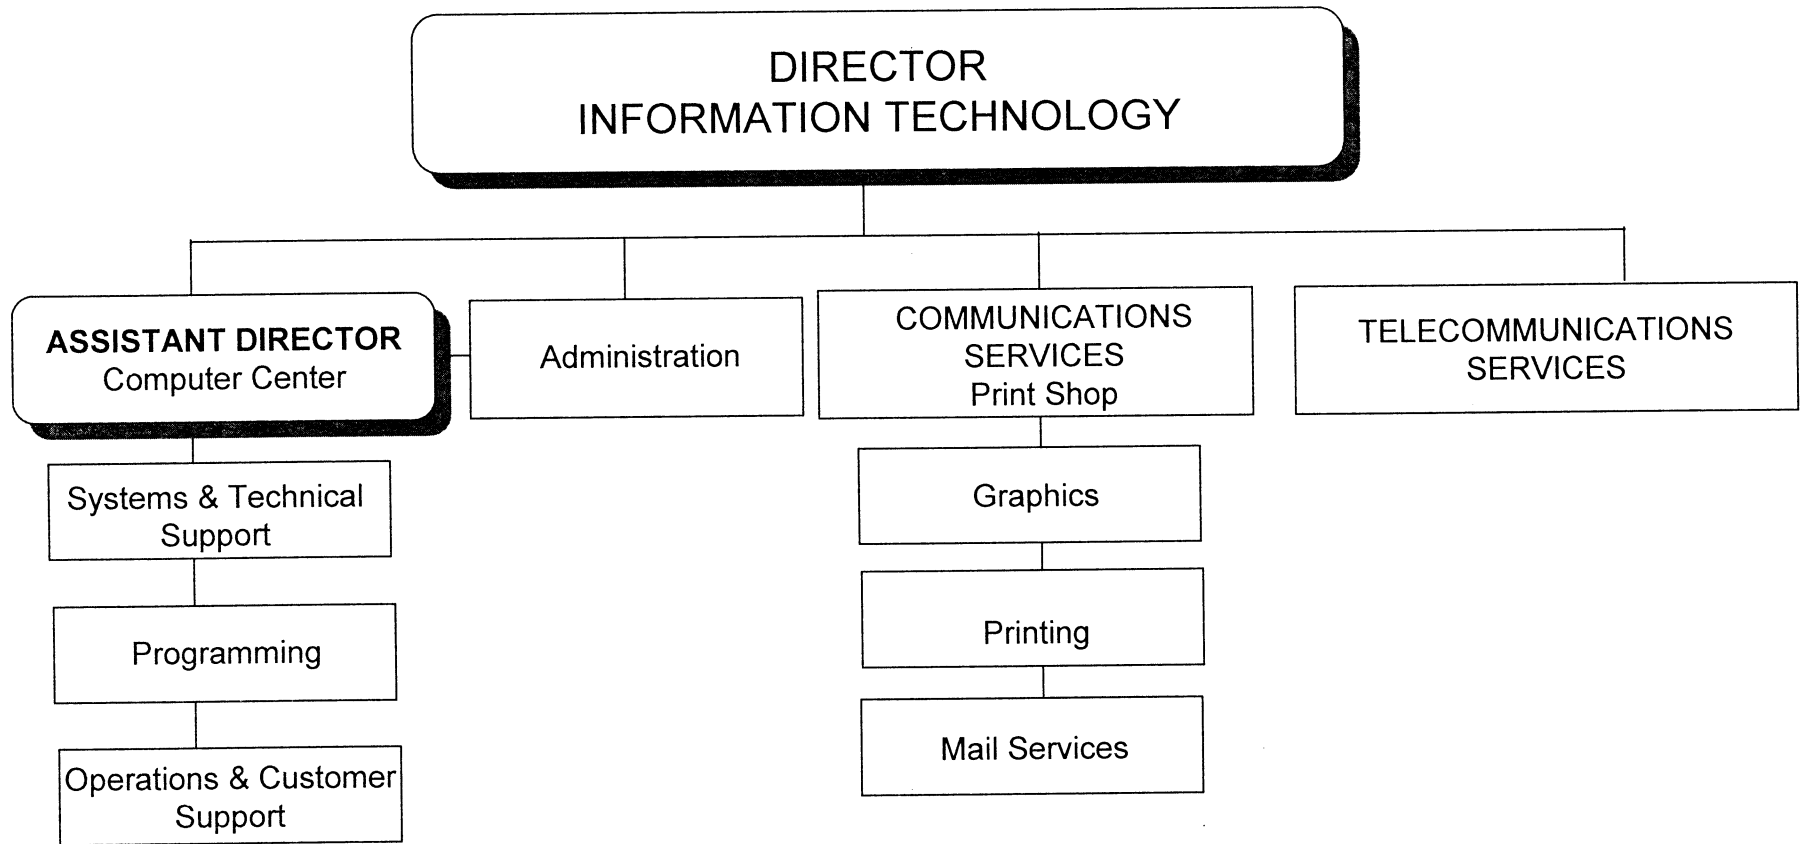 DIRECTOR
INFORMATION TECHNOLOGY
ASSISTANT DIRECTOR
Computer Center
Administration
COMMUNICATIONS
SERVICES
Print Shop
TELECOMMUNICATIONS
SERVICES
Systems & Technical
Support
Programming
Operations & Customer
Support
Graphics
Printing
Mail Services